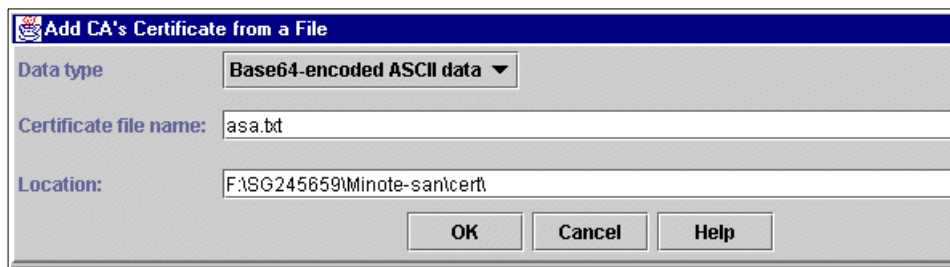 Add CA's Certificate from a File
Data type Base64-encoded ASCII data
Certificate file name: asa.txt
Location: F:\SG245659\Minote-san\cert\
OK Cancel Help